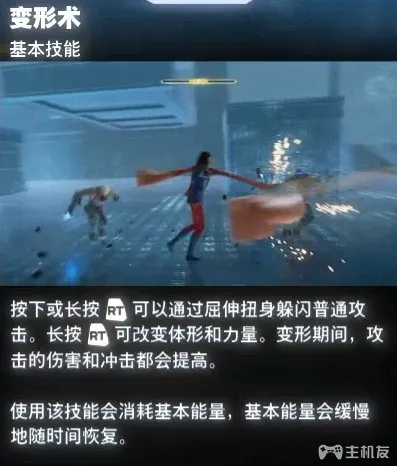 变形术
基本技能
按下或长按 RT 可以通过屈伸扭身躲闪普通攻
击。长按 RT 可改变体形和力量。变形期间，攻
击的伤害和冲击都会提高。
使用该技能会消耗基本能量，基本能量会缓慢
地随时间恢复。
主机友